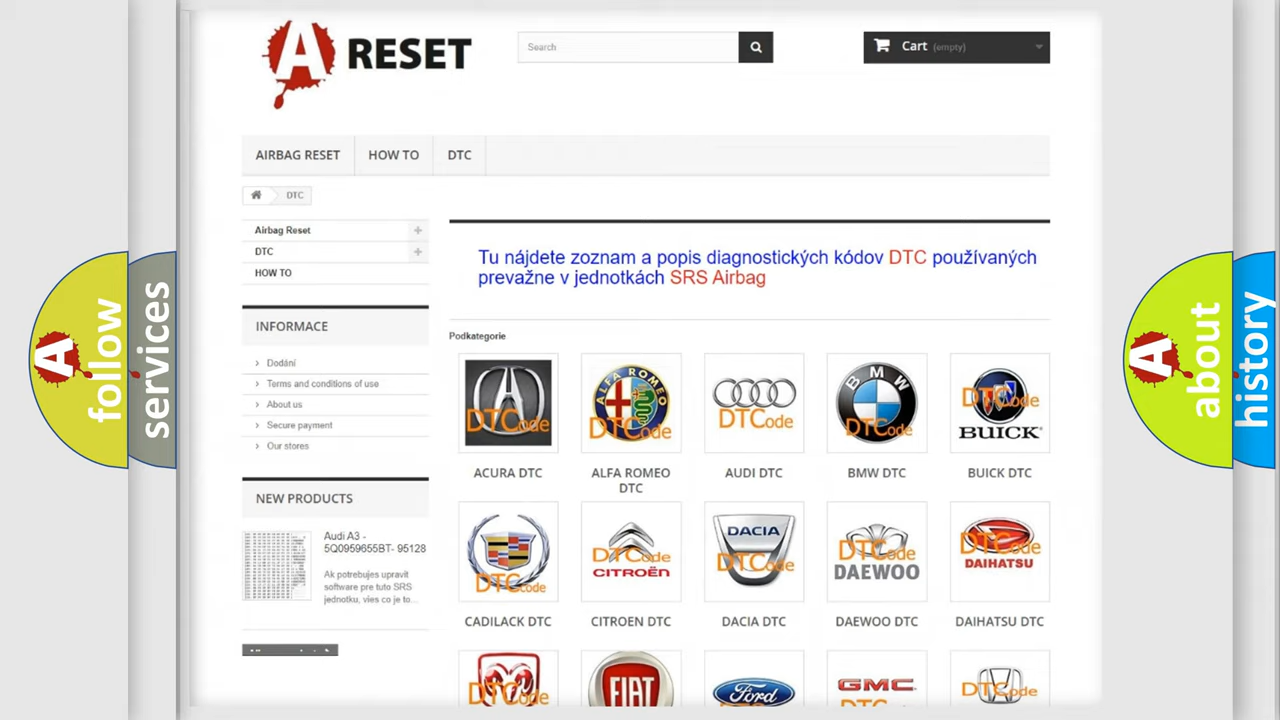 A RESET
Search
Cart (empty)
AIRBAG RESET
HOW TO
DTC
DTC
Airbag Reset
DTC
HOW TO
INFORMACE
Dodání
Terms and conditions of use
About us
Secure payment
Our stores
NEW PRODUCTS
Audi A3 -
5Q0959655BT- 95128
Ak potrebujes upravit
software pre tuto SRS
jednotku, vies co je to...
Tu nájdete zoznam a popis diagnostických kódov DTC používaných
prevažne v jednotkách SRS Airbag
Podkategorie
DTCode
ALFA ROMEO
DTCode
DTCode
BMW
DTCode
DTCode
BUICK
ACURA DTC
ALFA ROMEO
DTC
AUDI DTC
BMW DTC
BUICK DTC
DTCode
DTCode
CITROËN
DACIA
DTCode
DTCode
DAEWOO
DTCode
DAIHATSU
CADILACK DTC
CITROEN DTC
DACIA DTC
DAEWOO DTC
DAIHATSU DTC
DTCode
FIAT
Ford
GMC
DTCode
A follow
services
A about
history